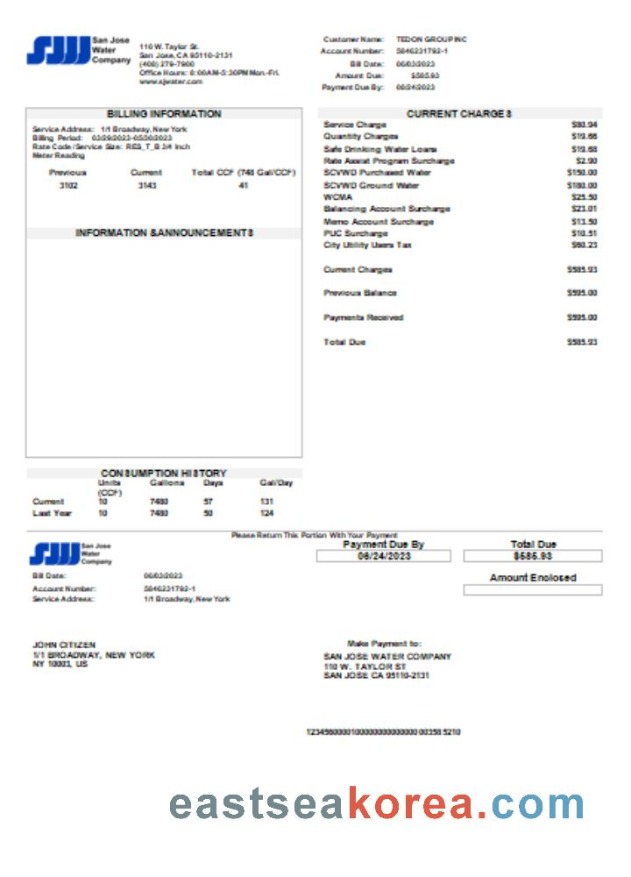 SJW San Jose
Water
Company
110 W. Taylor St.
San Jose, CA 95110-2131
(408) 279-7900
Office Hours: 8:00AM-5:30PM Mon.-Fri.
www.sjwater.com
Customer Name: TEDON GROUP INC
Account Number: 5846231792-1
Bill Date: 06/03/2023
Amount Due: $585.93
Payment Due By: 06/24/2023
BILLING INFORMATION
Service Address: 1/1 Broadway, New York
Billing Period: 03/29/2023-05/30/2023
Rate Code /Service Size: RES_T_B 3/4 Inch
Meter Reading
Previous Current Total CCF (748 Gal/CCF)
3102 3143 41
INFORMATION & ANNOUNCEMENTS
CURRENT CHARGES
Service Charge $80.94
Quantity Charges $19.66
Safe Drinking Water Loans $19.68
Rate Assist Program Surcharge $2.90
SCVWD Purchased Water $150.00
SCVWD Ground Water $180.00
WCMA $25.50
Balancing Account Surcharge $23.01
Memo Account Surcharge $13.50
PUC Surcharge $10.51
City Utility Users Tax $60.23
Current Charges $585.93
Previous Balance $595.00
Payments Received $595.00
Total Due $585.93
CONSUMPTION HISTORY
Units (CCF) Gallons Days Gal/Day
Current 10 7480 57 131
Last Year 10 7480 50 124
Please Return This Portion With Your Payment
SJW San Jose
Water
Company
Payment Due By Total Due
06/24/2023 $585.93
Amount Enclosed
Bill Date: 06/03/2023
Account Number: 5846231792-1
Service Address: 1/1 Broadway, New York
JOHN CITIZEN
1/1 BROADWAY, NEW YORK
NY 10003, US
Make Payment to:
SAN JOSE WATER COMPANY
110 W. TAYLOR ST
SAN JOSE CA 95110-2131
eastseakorea.com